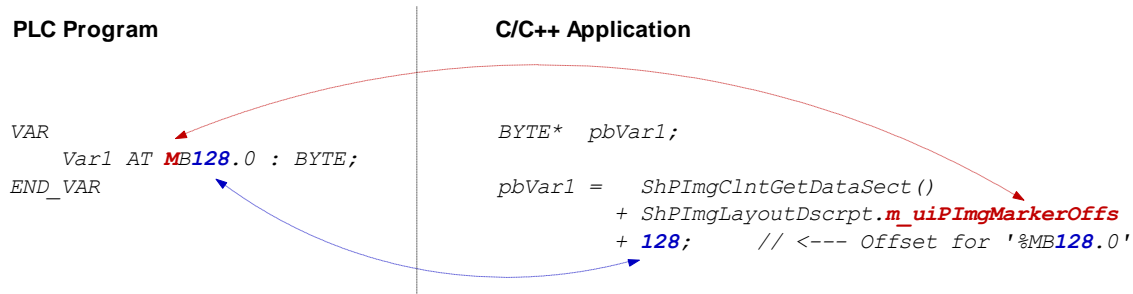 PLC Program
VAR
Var1 AT MB128.0 : BYTE;
END_VAR
C/C++ Application
BYTE* pbVar1;
pbVar1 = ShPImgClntGetDataSect()
+ ShPImgLayoutDscrpt.m_uiPImgMarkerOffs
+ 128; // <--- Offset for '%MB128.0'